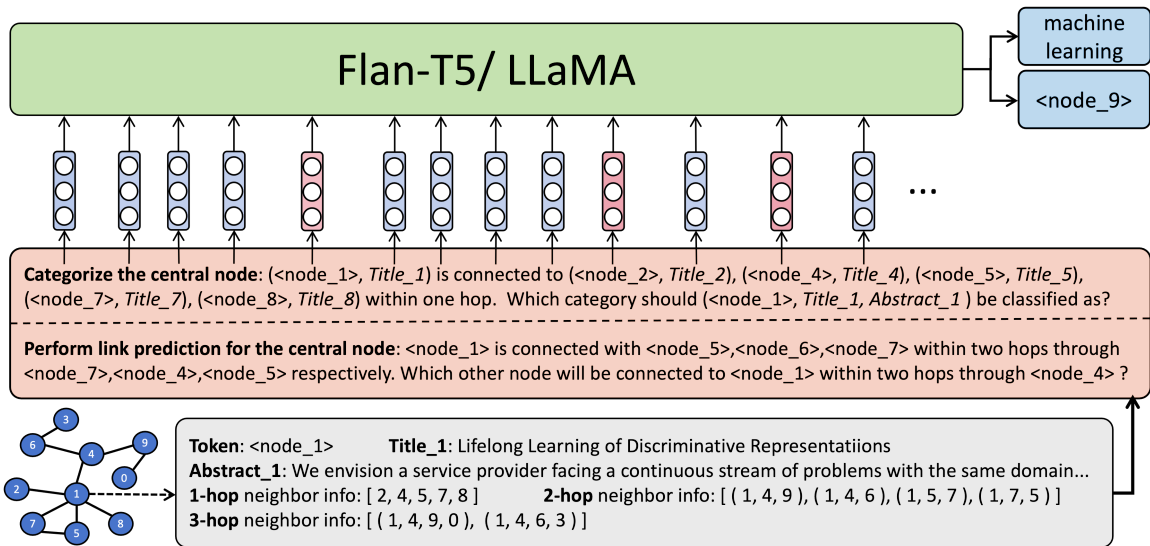 Flan-T5/ LLaMA
machine
learning
<node_9>
...
Categorize the central node: (<node_1>, Title_1) is connected to (<node_2>, Title_2), (<node_4>, Title_4), (<node_5>, Title_5),
(<node_7>, Title_7), (<node_8>, Title_8) within one hop.  Which category should (<node_1>, Title_1, Abstract_1 ) be classified as?
Perform link prediction for the central node: <node_1> is connected with <node_5>,<node_6>,<node_7> within two hops through
<node_7>,<node_4>,<node_5> respectively. Which other node will be connected to <node_1> within two hops through <node_4> ?
3
6
4
9
0
2
1
7
5
8
Token: <node_1> Title_1: Lifelong Learning of Discriminative Representatiions
Abstract_1: We envision a service provider facing a continuous stream of problems with the same domain...
1-hop neighbor info: [ 2, 4, 5, 7, 8 ] 2-hop neighbor info: [ ( 1, 4, 9 ), ( 1, 4, 6 ), (1, 5, 7 ), ( 1, 7, 5 ) ]
3-hop neighbor info: [ ( 1, 4, 9, 0 ),  ( 1, 4, 6, 3 ) ]